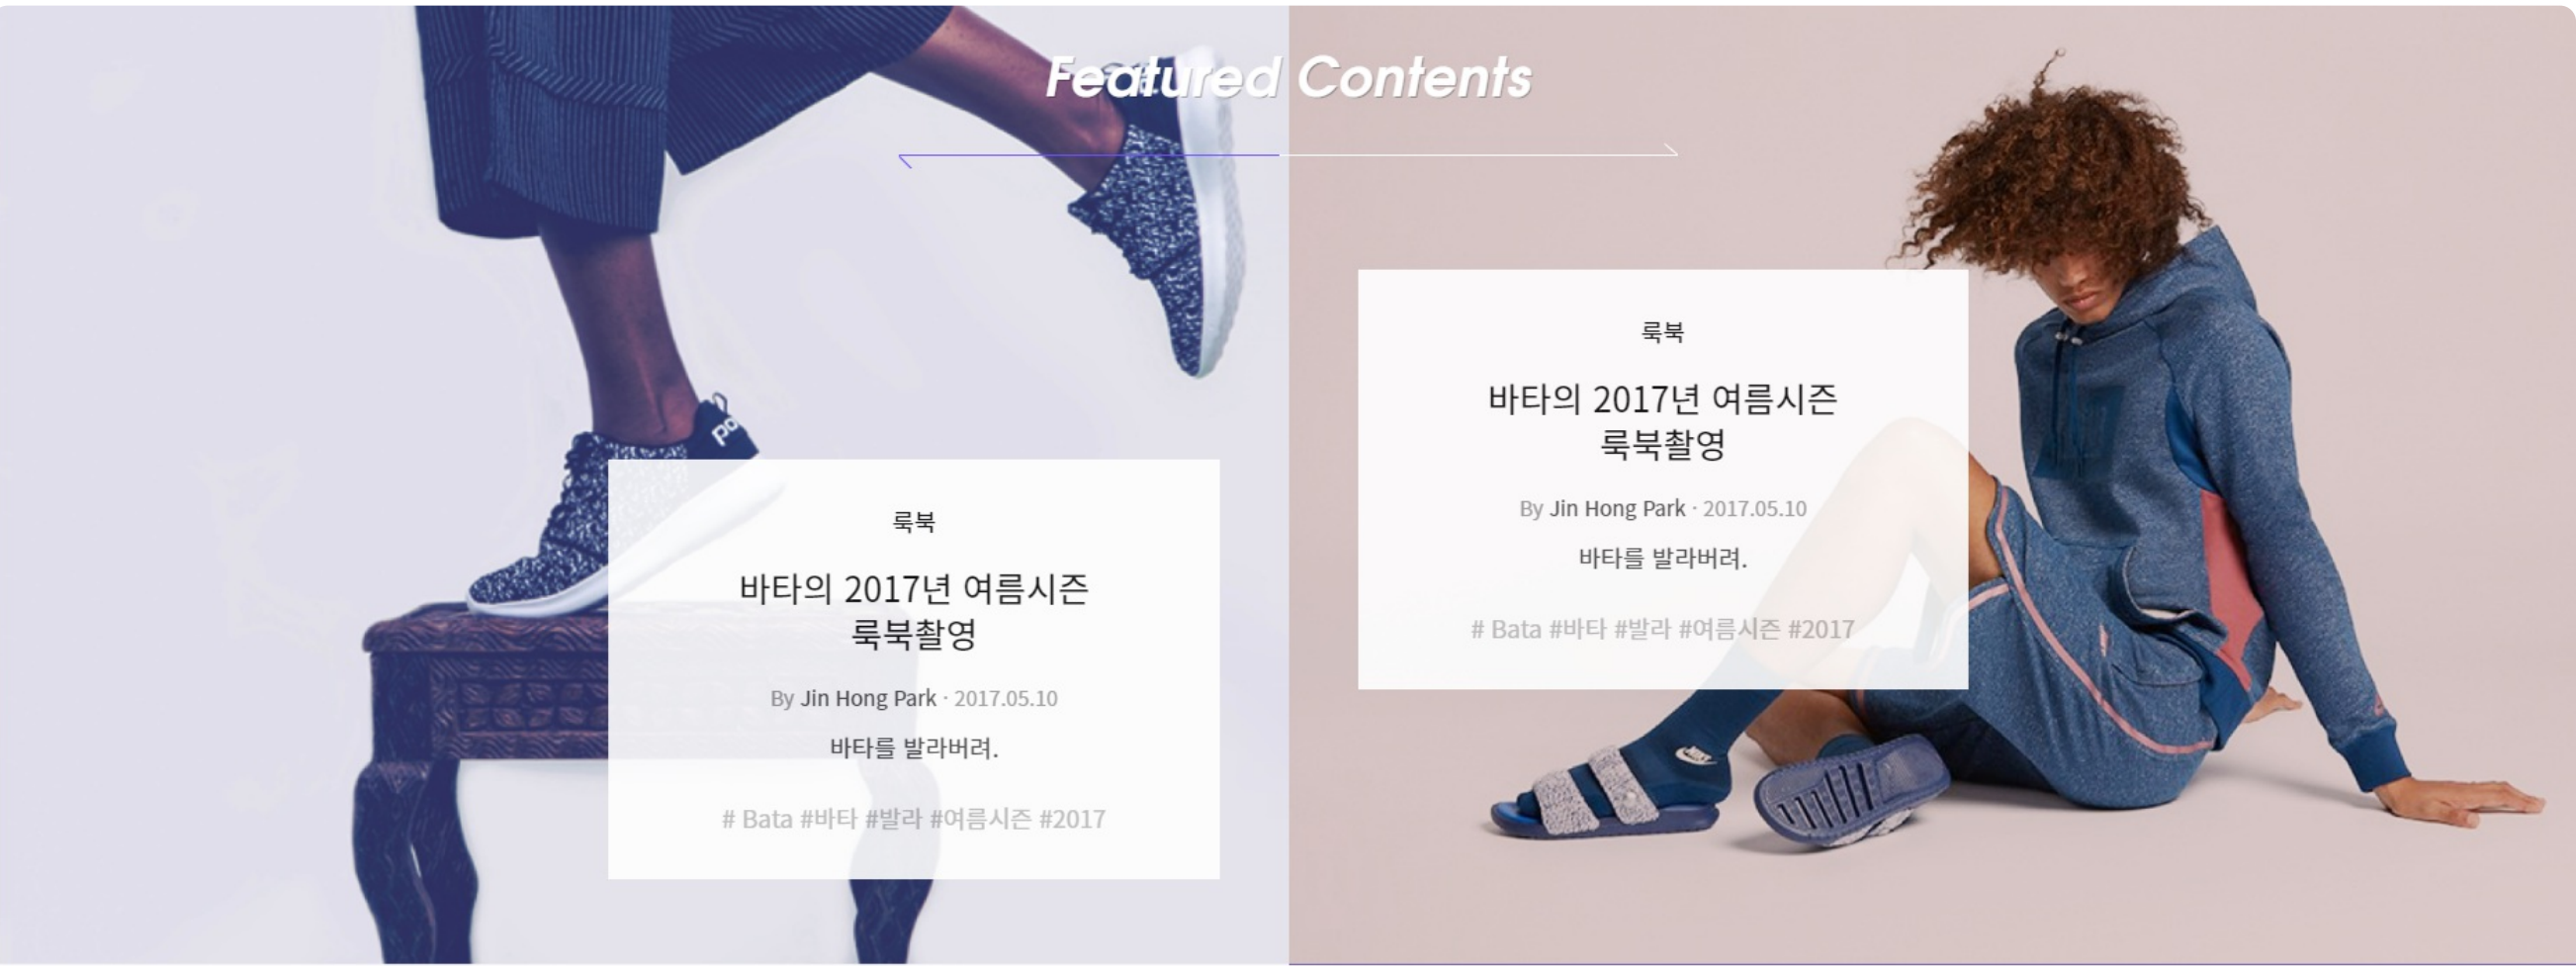 Featured Contents
po
룩북
바타의 2017년 여름시즌
룩북촬영
By Jin Hong Park · 2017.05.10
바타를 발라버려.
# Bata #바타 #발라 #여름시즌 #2017
룩북
바타의 2017년 여름시즌
룩북촬영
By Jin Hong Park · 2017.05.10
바타를 발라버려.
# Bata #바타 #발라 #여름시즌 #2017
NIKE